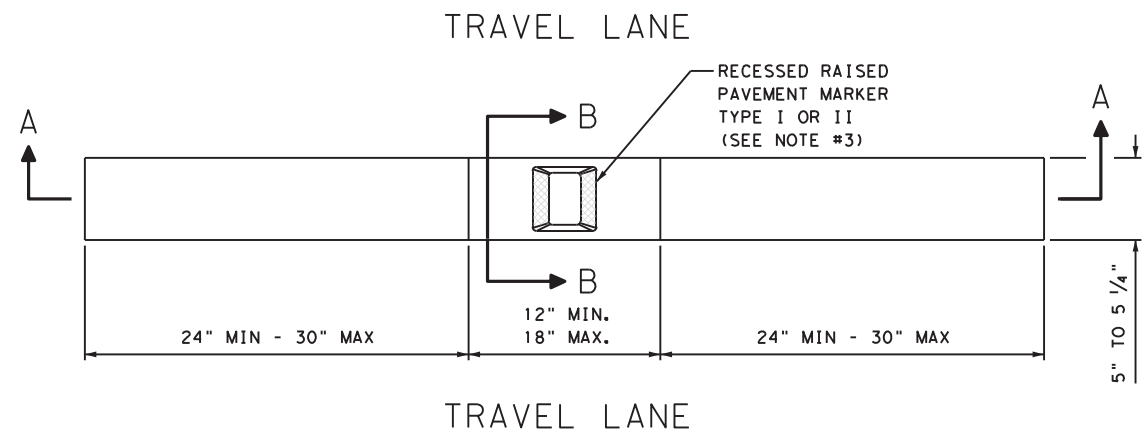 TRAVEL LANE
RECESSED RAISED
PAVEMENT MARKER
TYPE I OR II
(SEE NOTE #3)
A
B
A
B
12" MIN.
18" MAX.
24" MIN - 30" MAX
24" MIN - 30" MAX
5" TO 5 1/4"
TRAVEL LANE